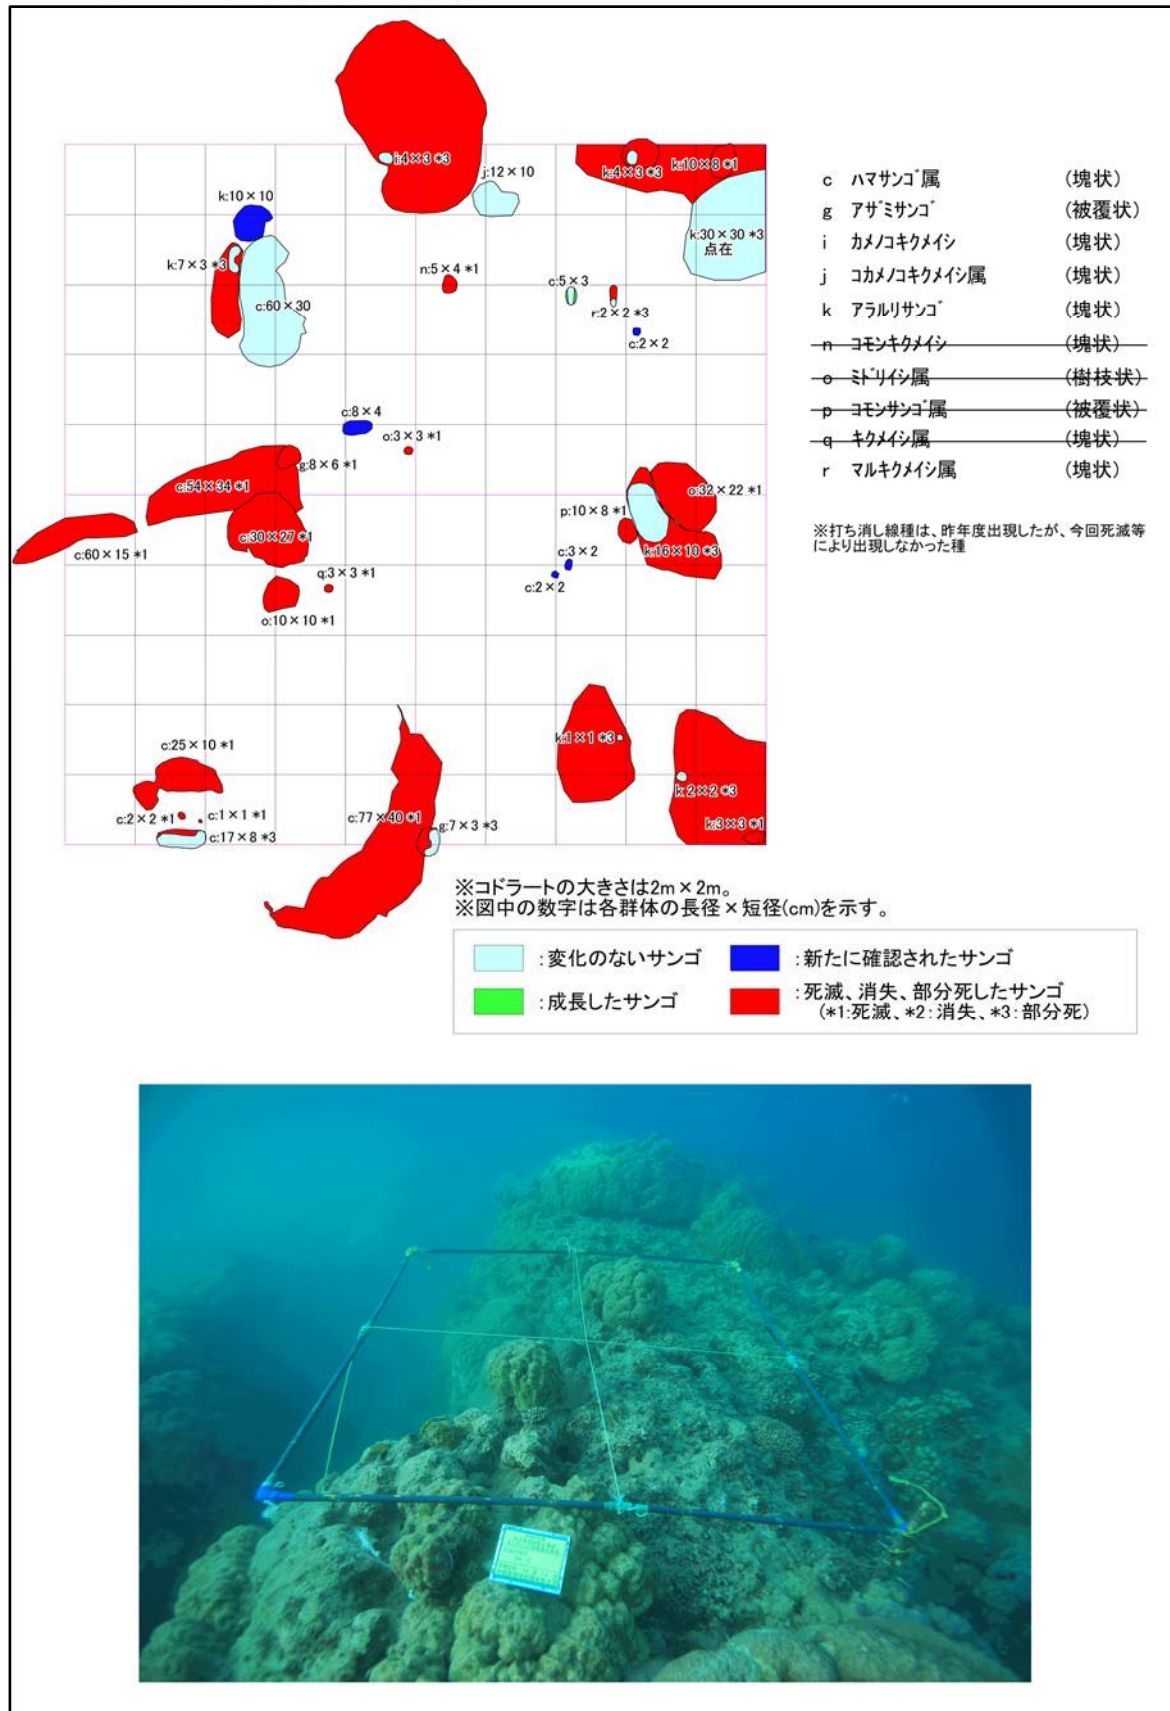 i:4×3 *3
k:4×3 *3
k:10×8 *1
j:12×10
k:10×10
k:30×30 *3
点在
k:7×3 *3
n:5×4 *1
c:5×3
c:60×30
r:2×2 *3
c:2×2
c:8×4
o:3×3 *1
g:8×6 *1
c:54×34 *1
o:32×22 *1
p:10×8 *1
c:30×27 *1
k:16×10 *3
c:60×15 *1
c:3×2
q:3×3 *1
c:2×2
o:10×10 *1
k:1×1 *3
c:25×10 *1
k:2×2 *3
c:2×2 *1
c:1×1 *1
c:77×40 *1
g:7×3 *3
k:3×3 *1
c:17×8 *3
c ハマサンゴ属 (塊状)
g アザミサンゴ (被覆状)
i カメノコキクメイシ (塊状)
j コカメノコキクメイシ属 (塊状)
k アラルリサンゴ (塊状)
n コモンキクメイシ (塊状)
o ミドリイシ属 (樹枝状)
p コモンサンゴ属 (被覆状)
q キクメイシ属 (塊状)
r マルキクメイシ属 (塊状)
※打ち消し線種は、昨年度出現したが、今回死滅等
により出現しなかった種
※コドラートの大きさは2m×2m。
※図中の数字は各群体の長径×短径(cm)を示す。
:変化のないサンゴ
:新たに確認されたサンゴ
:成長したサンゴ
:死滅、消失、部分死したサンゴ
(*1:死滅、*2:消失、*3:部分死)